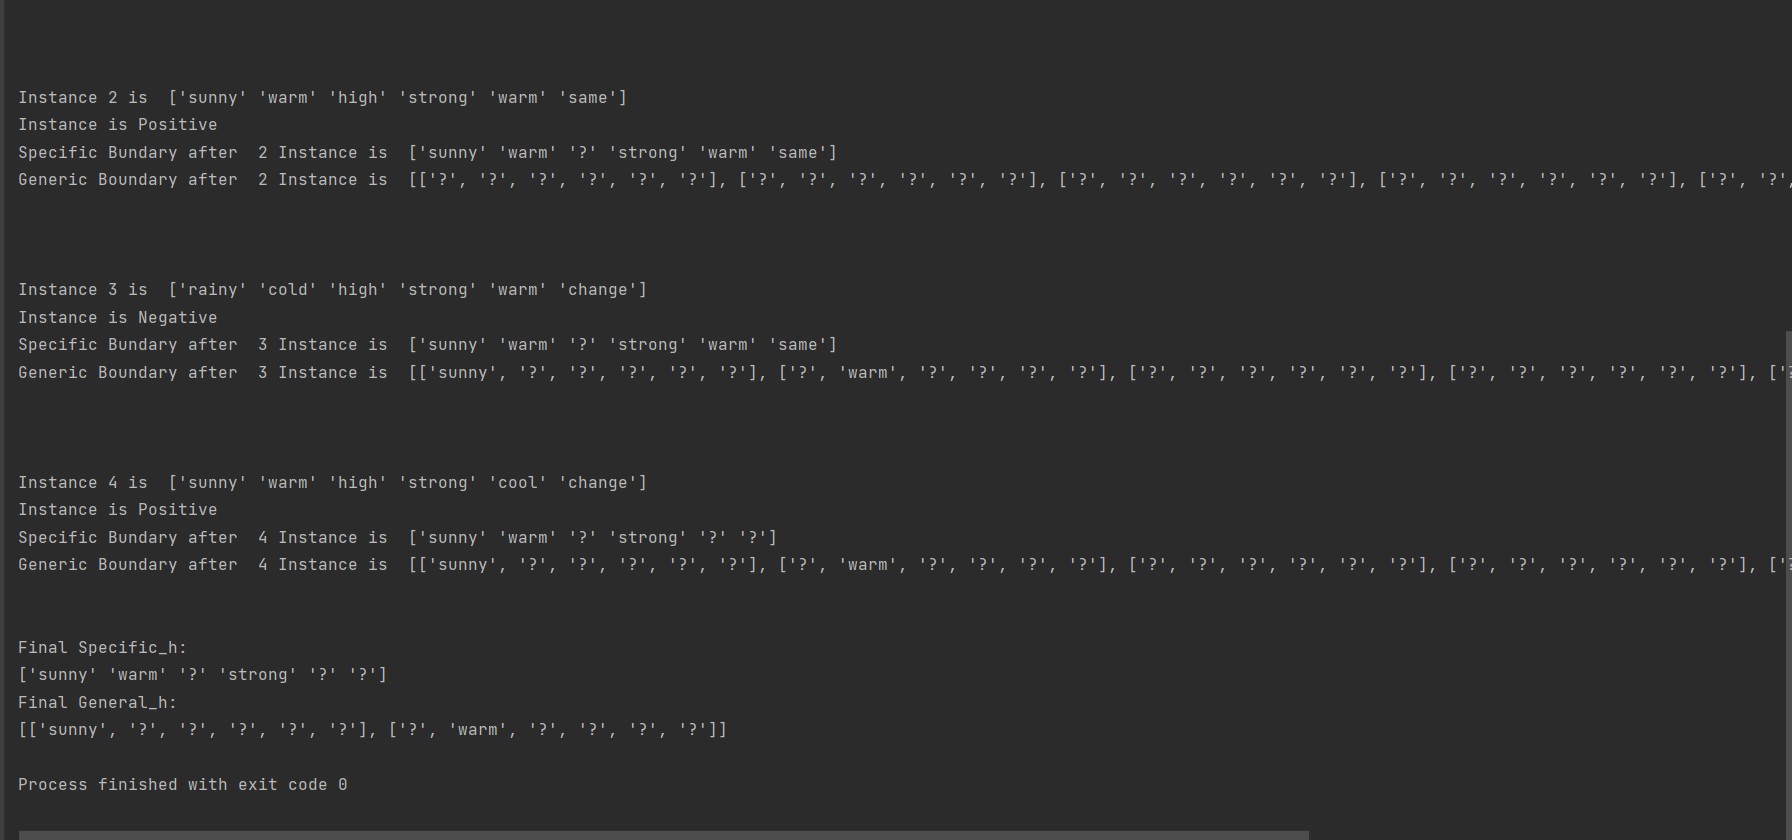 Instance 2 is  ['sunny' 'warm' 'high' 'strong' 'warm' 'same']
Instance is Positive
Specific Bundary after  2 Instance is  ['sunny' 'warm' '?' 'strong' 'warm' 'same']
Generic Boundary after  2 Instance is  [['?', '?', '?', '?', '?', '?'], ['?', '?', '?', '?', '?', '?'], ['?', '?', '?', '?', '?', '?'], ['?', '?', '?', '?', '?', '?'], ['?', '?',
Instance 3 is  ['rainy' 'cold' 'high' 'strong' 'warm' 'change']
Instance is Negative
Specific Bundary after  3 Instance is  ['sunny' 'warm' '?' 'strong' 'warm' 'same']
Generic Boundary after  3 Instance is  [['sunny', '?', '?', '?', '?', '?'], ['?', 'warm', '?', '?', '?', '?'], ['?', '?', '?', '?', '?', '?'], ['?', '?', '?', '?', '?', '?'], ['?
Instance 4 is  ['sunny' 'warm' 'high' 'strong' 'cool' 'change']
Instance is Positive
Specific Bundary after  4 Instance is  ['sunny' 'warm' '?' 'strong' '?' '?']
Generic Boundary after  4 Instance is  [['sunny', '?', '?', '?', '?', '?'], ['?', 'warm', '?', '?', '?', '?'], ['?', '?', '?', '?', '?', '?'], ['?', '?', '?', '?', '?', '?'], ['?
Final Specific_h:
['sunny' 'warm' '?' 'strong' '?' '?']
Final General_h:
[['sunny', '?', '?', '?', '?', '?'], ['?', 'warm', '?', '?', '?', '?']]
Process finished with exit code 0